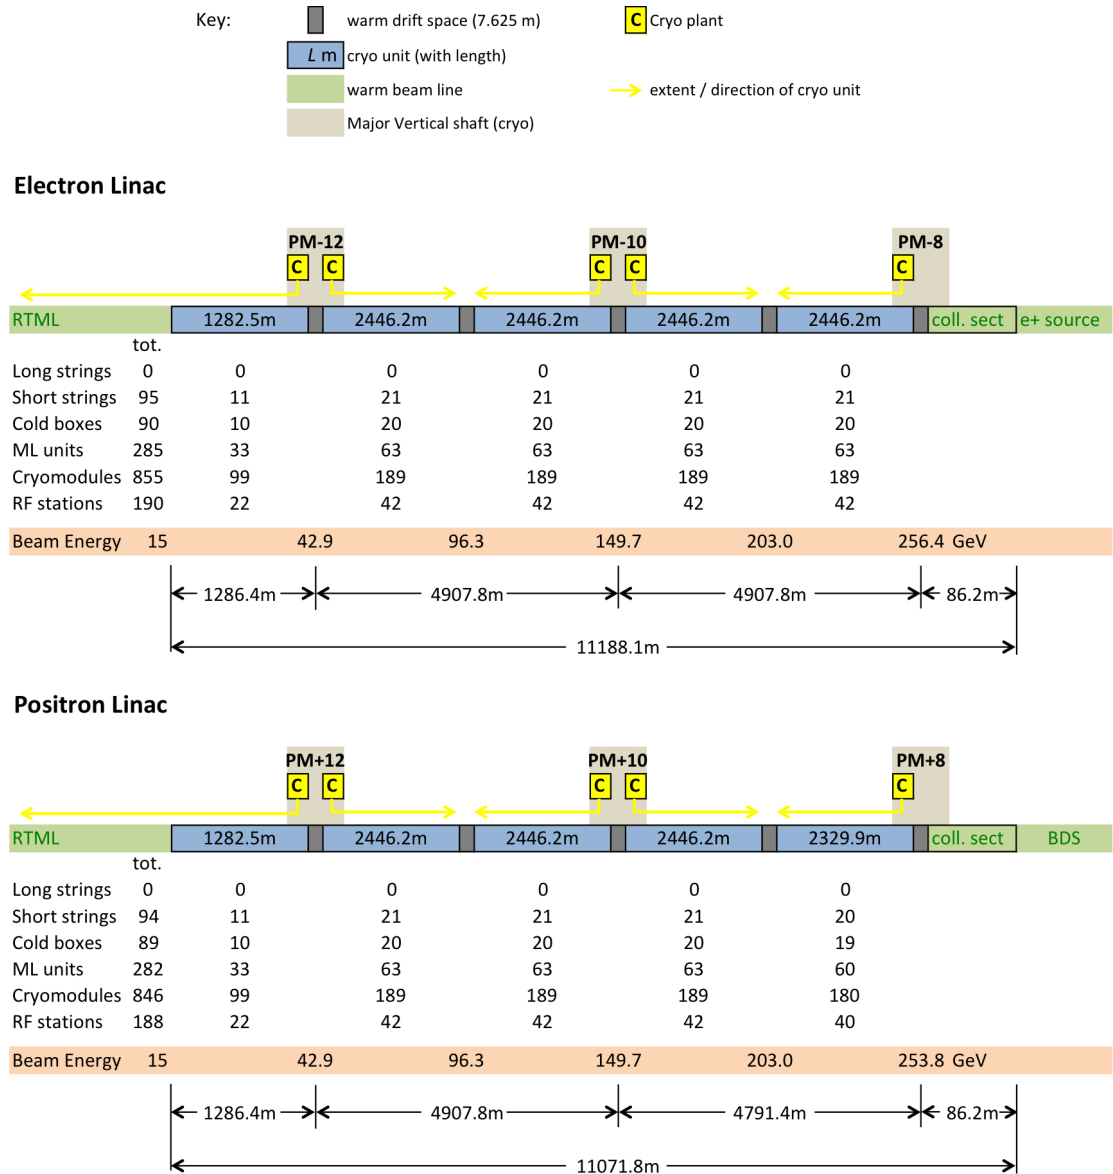 Key: warm drift space (7.625 m) C Cryo plant
L m cryo unit (with length)
warm beam line extent / direction of cryo unit
Major Vertical shaft (cryo)
Electron Linac
PM-12 PM-10 PM-8
C C C C C
RTML 1282.5m 2446.2m 2446.2m 2446.2m 2446.2m coll. sect e+ source
tot.
Long strings 0 0 0 0 0 0
Short strings 95 11 21 21 21 21
Cold boxes 90 10 20 20 20 20
ML units 285 33 63 63 63 63
Cryomodules 855 99 189 189 189 189
RF stations 190 22 42 42 42 42
Beam Energy 15 42.9 96.3 149.7 203.0 256.4 GeV
1286.4m 4907.8m 4907.8m 86.2m
11188.1m
Positron Linac
PM+12 PM+10 PM+8
C C C C C
RTML 1282.5m 2446.2m 2446.2m 2446.2m 2329.9m coll. sect BDS
tot.
Long strings 0 0 0 0 0 0
Short strings 94 11 21 21 21 20
Cold boxes 89 10 20 20 20 19
ML units 282 33 63 63 63 60
Cryomodules 846 99 189 189 189 180
RF stations 188 22 42 42 42 40
Beam Energy 15 42.9 96.3 149.7 203.0 253.8 GeV
1286.4m 4907.8m 4791.4m 86.2m
11071.8m